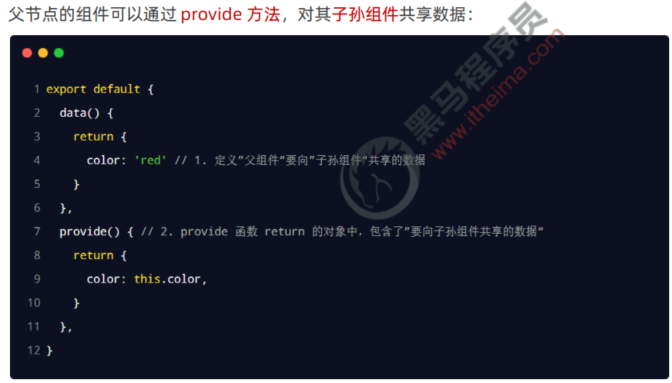 父节点的组件可以通过 provide 方法，对其子孙组件共享数据：
1 export default {
2 data() {
3 return {
4 color: 'red' // 1. 定义"父组件"要向"子孙组件"共享的数据
5 }
6 },
7 provide() { // 2. provide 函数 return 的对象中，包含了"要向子孙组件共享的数据"
8 return {
9 color: this.color,
10 }
11 },
12 }
黑马程序员
www.itheima.com